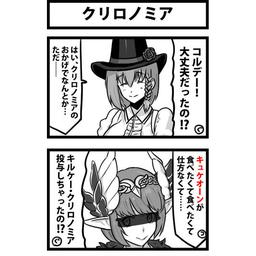 クリロノミア
コルデー！
大丈夫だったの!?
はい、クリロノミアの
おかげでなんとか…
ただ──
キュケオーンが
食べたくて食べたくて
仕方なくて……
キルケー・クリロノミア
投与しちゃったの!?